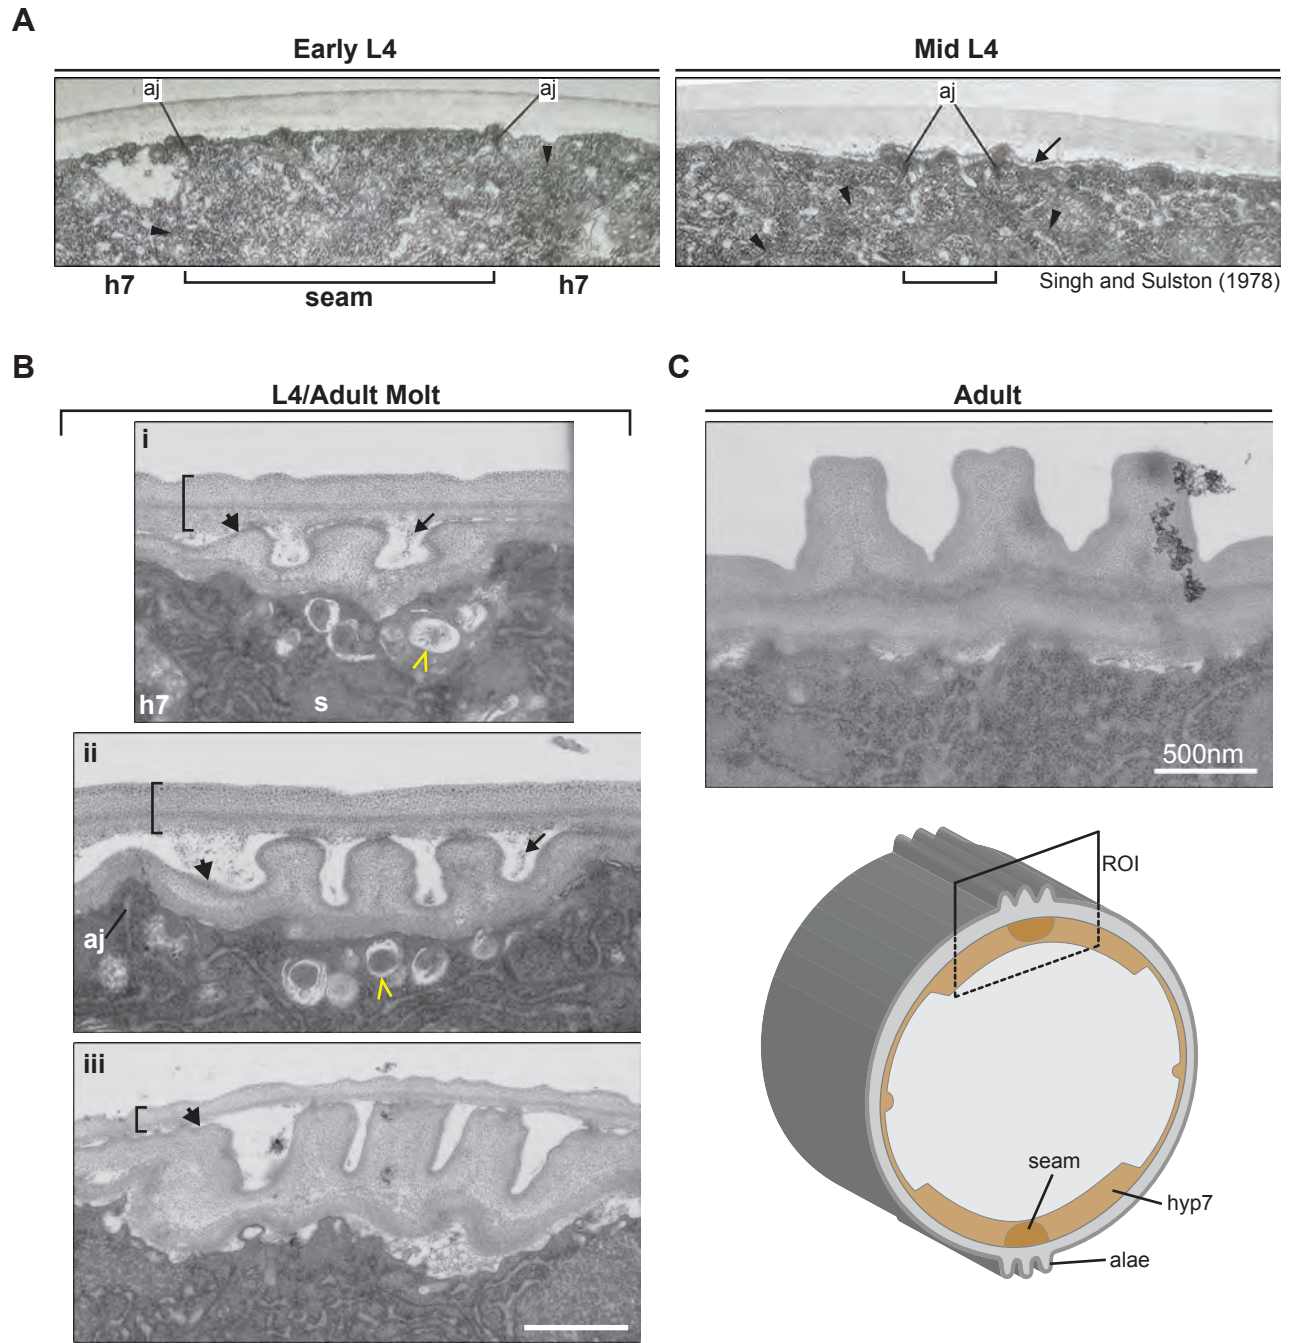 A
Early L4
Mid L4
aj
aj
aj
h7
seam
h7
Singh and Sulston (1978)
B
L4/Adult Molt
i
h7
s
ii
aj
iii
C
Adult
500nm
ROI
seam
hyp7
alae